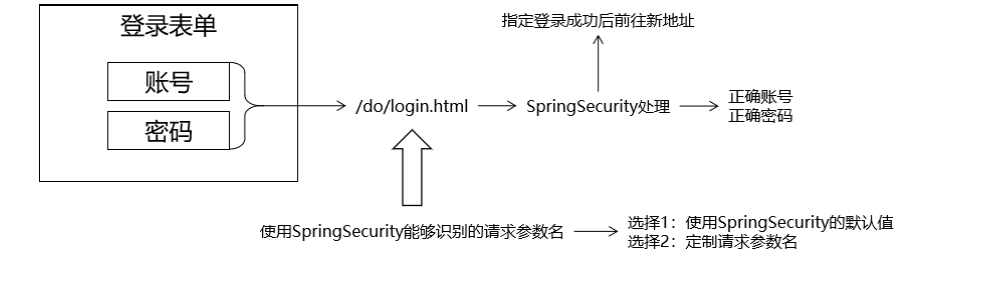 指定登录成功后前往新地址
登录表单
账号
密码
/do/login.html
SpringSecurity处理
正确账号
正确密码
使用SpringSecurity能够识别的请求参数名
选择1：使用SpringSecurity的默认值
选择2：定制请求参数名